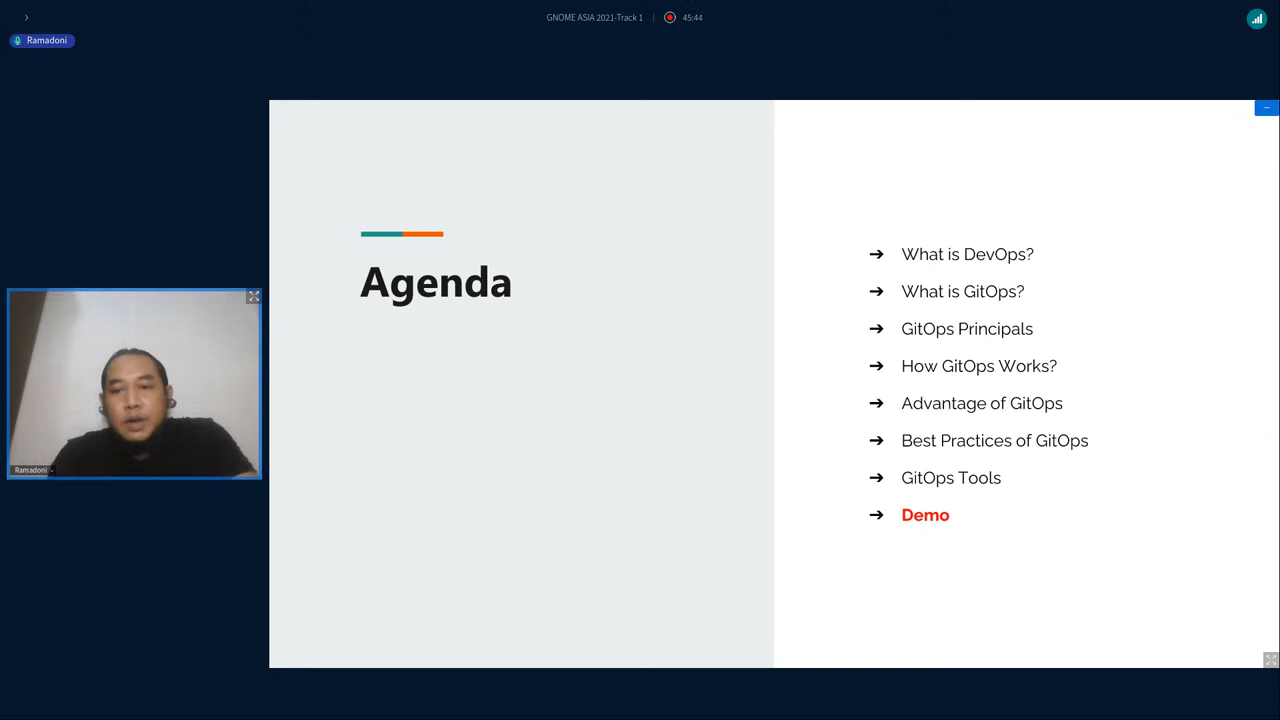 GNOME ASIA 2021-Track 1
45:44
Ramadoni
Ramadoni
Agenda
What is DevOps?
What is GitOps?
GitOps Principals
How GitOps Works?
Advantage of GitOps
Best Practices of GitOps
GitOps Tools
Demo